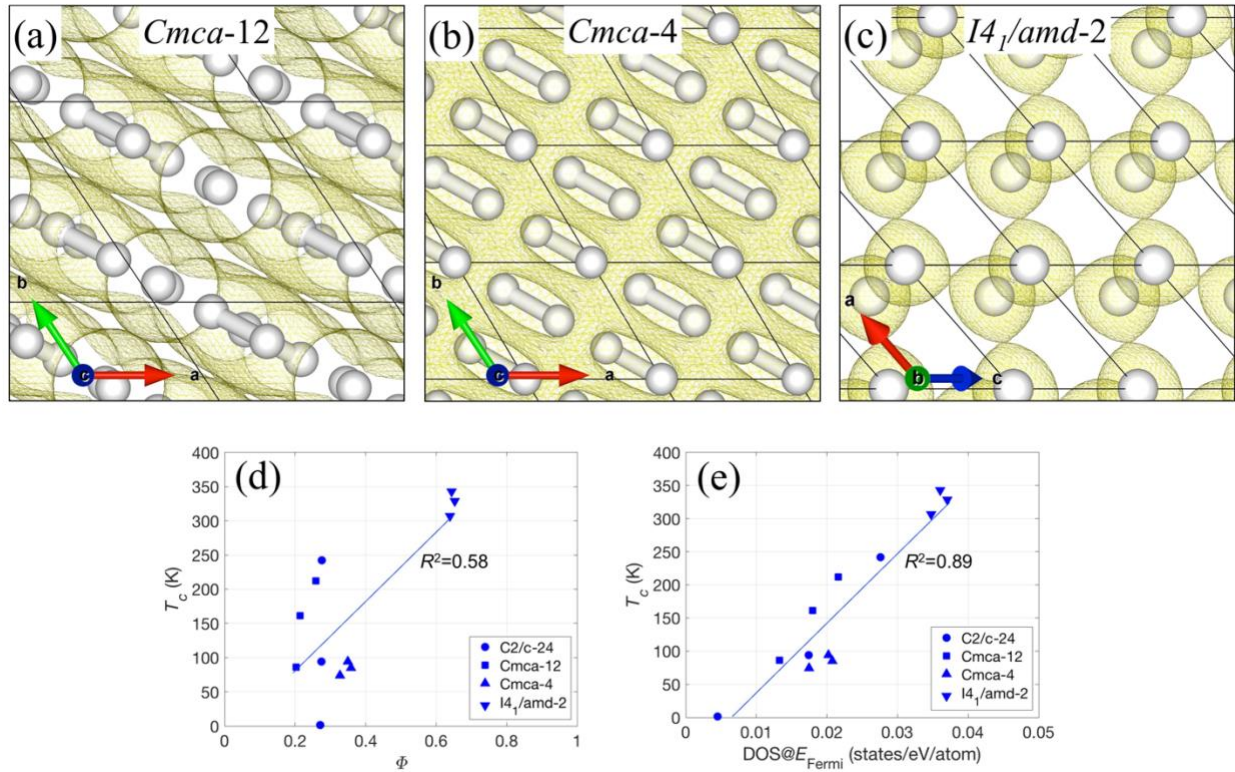 (a) Cmca-12
b
c
a
(b) Cmca-4
b
c
a
(c) I4₁/amd-2
a
b
c
(d)
400
350
300
250
200
150
100
50
0
T_c (K)
R²=0.58
C2/c-24
Cmca-12
Cmca-4
I4₁/amd-2
0 0.2 0.4 0.6 0.8 1
Φ
(e)
400
350
300
250
200
150
100
50
0
T_c (K)
R²=0.89
C2/c-24
Cmca-12
Cmca-4
I4₁/amd-2
0 0.01 0.02 0.03 0.04 0.05
DOS@E_Fermi (states/eV/atom)